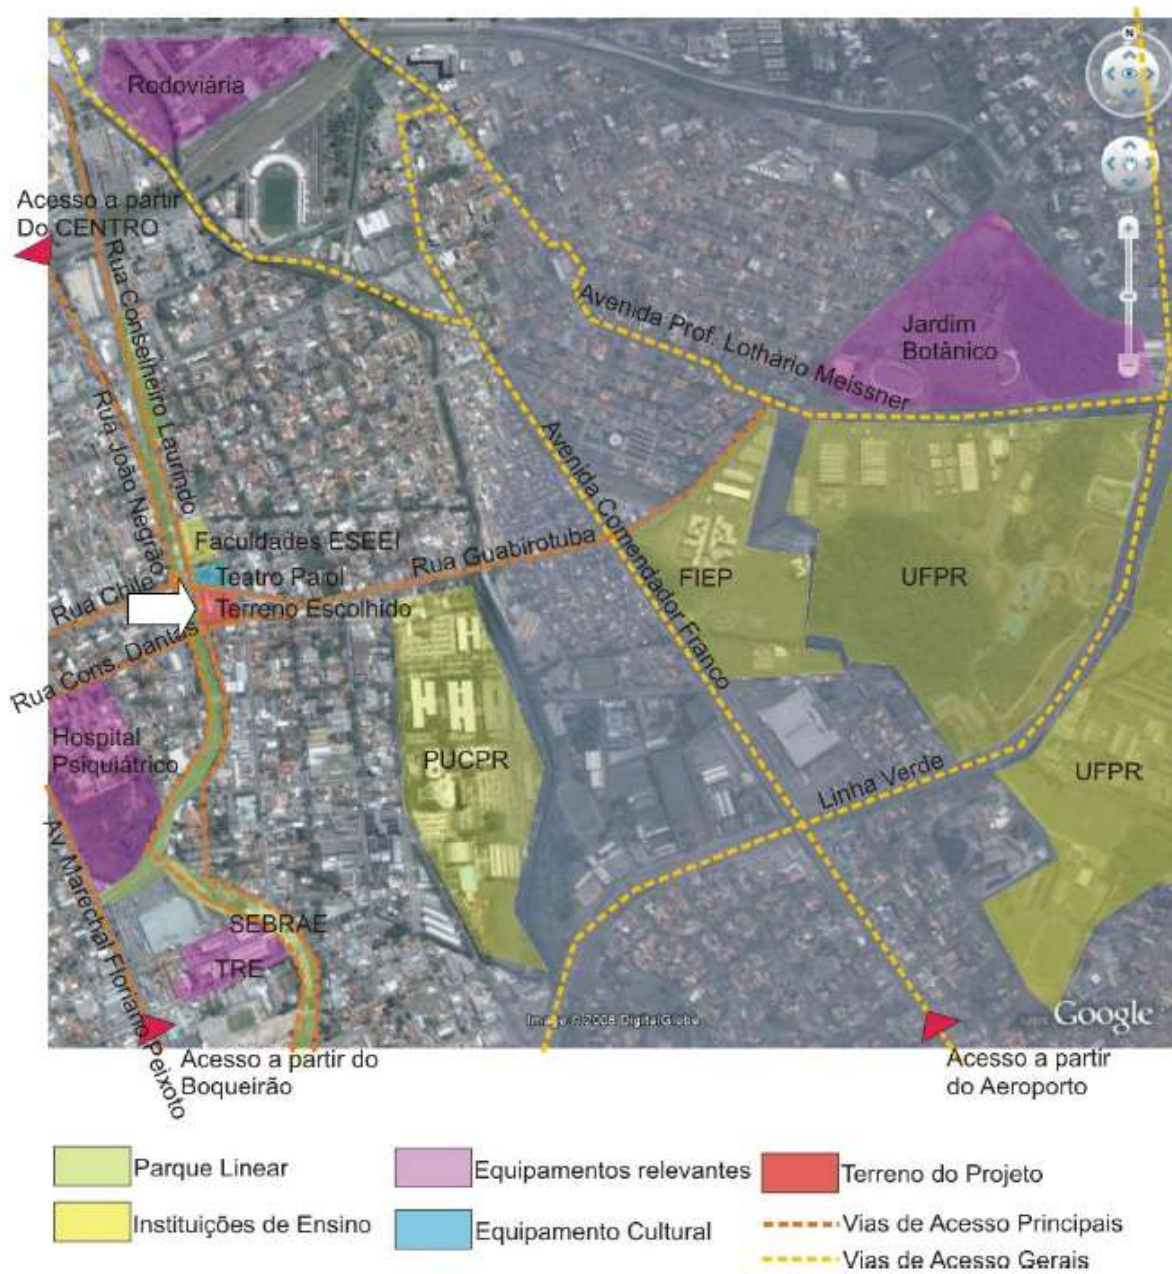 N
Rodoviária
Acesso a partir
Do CENTRO
Rua Conselheiro Laurindo
Rua João Negrão
Avenida Prof. Lothário Meissner
Jardim
Botânico
Avenida Comendador Franco
Faculdades ESEEI
Teatro Paiol
Rua Guabirotuba
Rua Chile
Terreno Escolhido
FIEP
UFPR
Rua Cons. Dantas
Hospital
Psiquiátrico
PUCPR
Linha Verde
UFPR
Av. Marechal Floriano Peixoto
SEBRAE
TRE
Image © 2008 DigitalGlobe
Google
Acesso a partir do
Boqueirão
Acesso a partir
do Aeroporto
Parque Linear
Equipamentos relevantes
Terreno do Projeto
Instituições de Ensino
Equipamento Cultural
Vias de Acesso Principais
Vias de Acesso Gerais